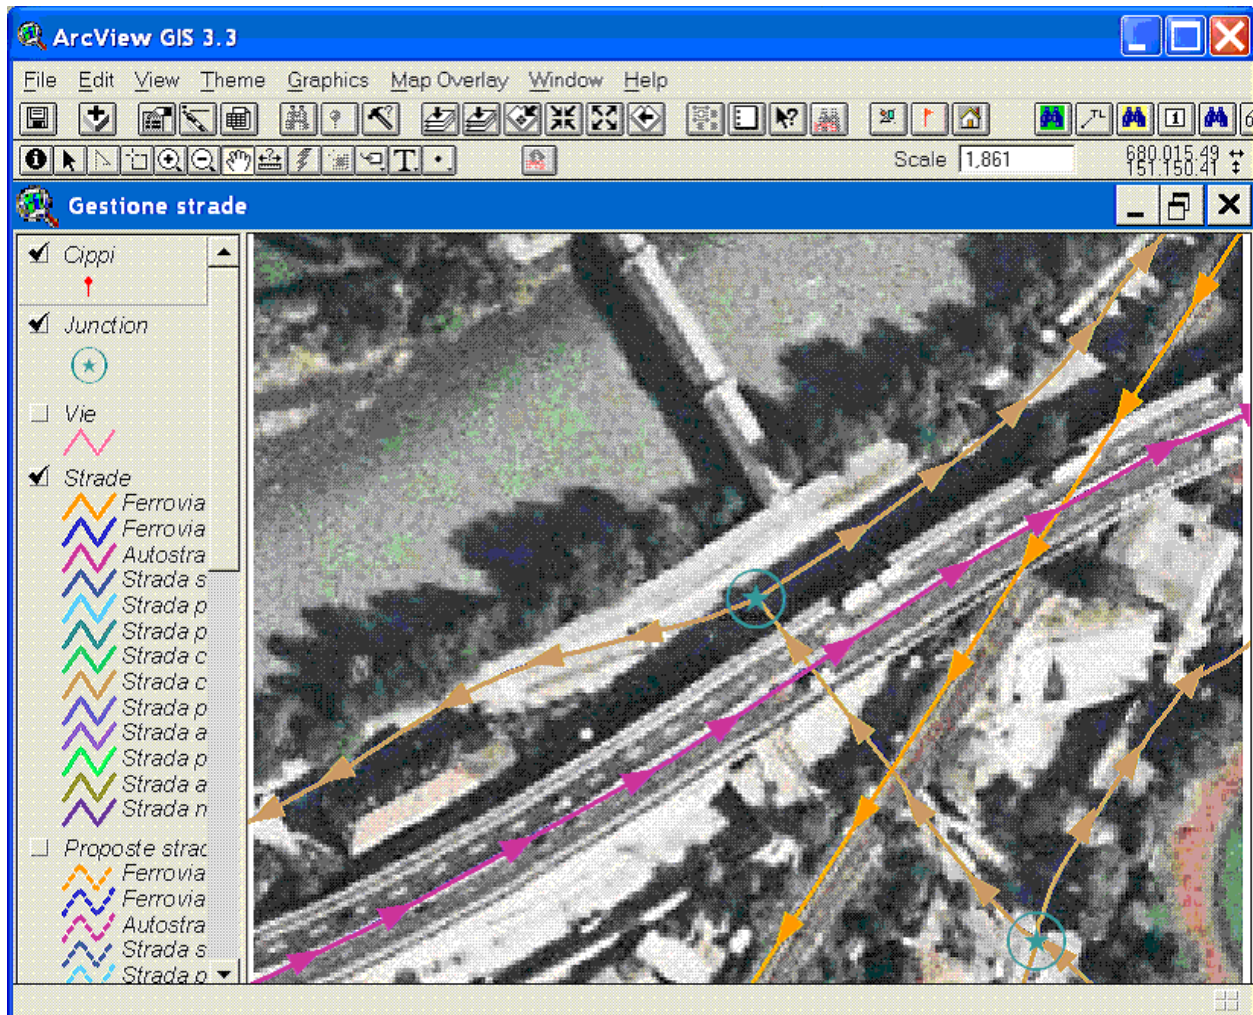 ArcView GIS 3.3
File Edit View Theme Graphics Map Overlay Window Help
Scale 1,861 680.015.49
151.150.41
Gestione strade
Cippi
Junction
Vie
Strade
Ferrovia
Ferrovia
Autostra
Strada s
Strada p
Strada p
Strada c
Strada c
Strada p
Strada a
Strada p
Strada a
Strada n
Proposte strac
Ferrovia
Ferrovia
Autostra
Strada s
Strada p